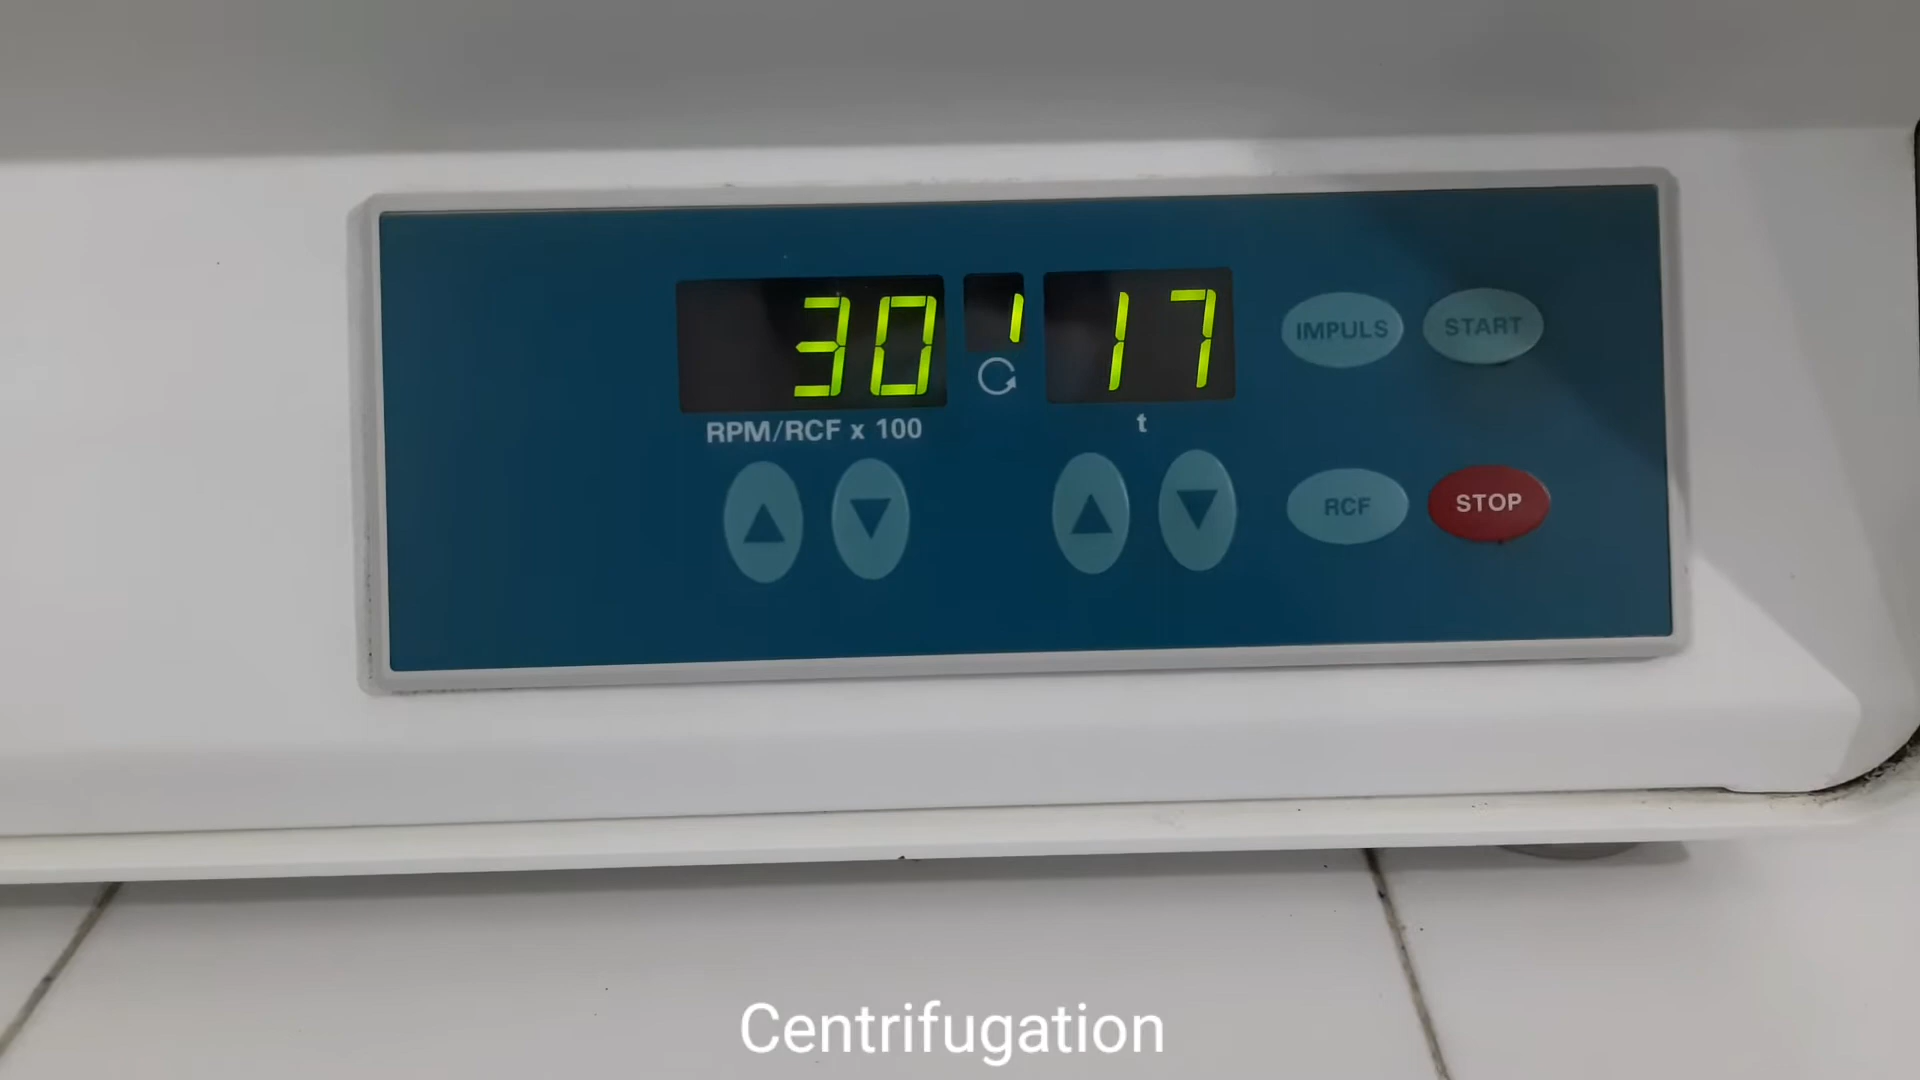 30 17
IMPULS START
RPM/RCF x 100 t
RCF STOP
Centrifugation